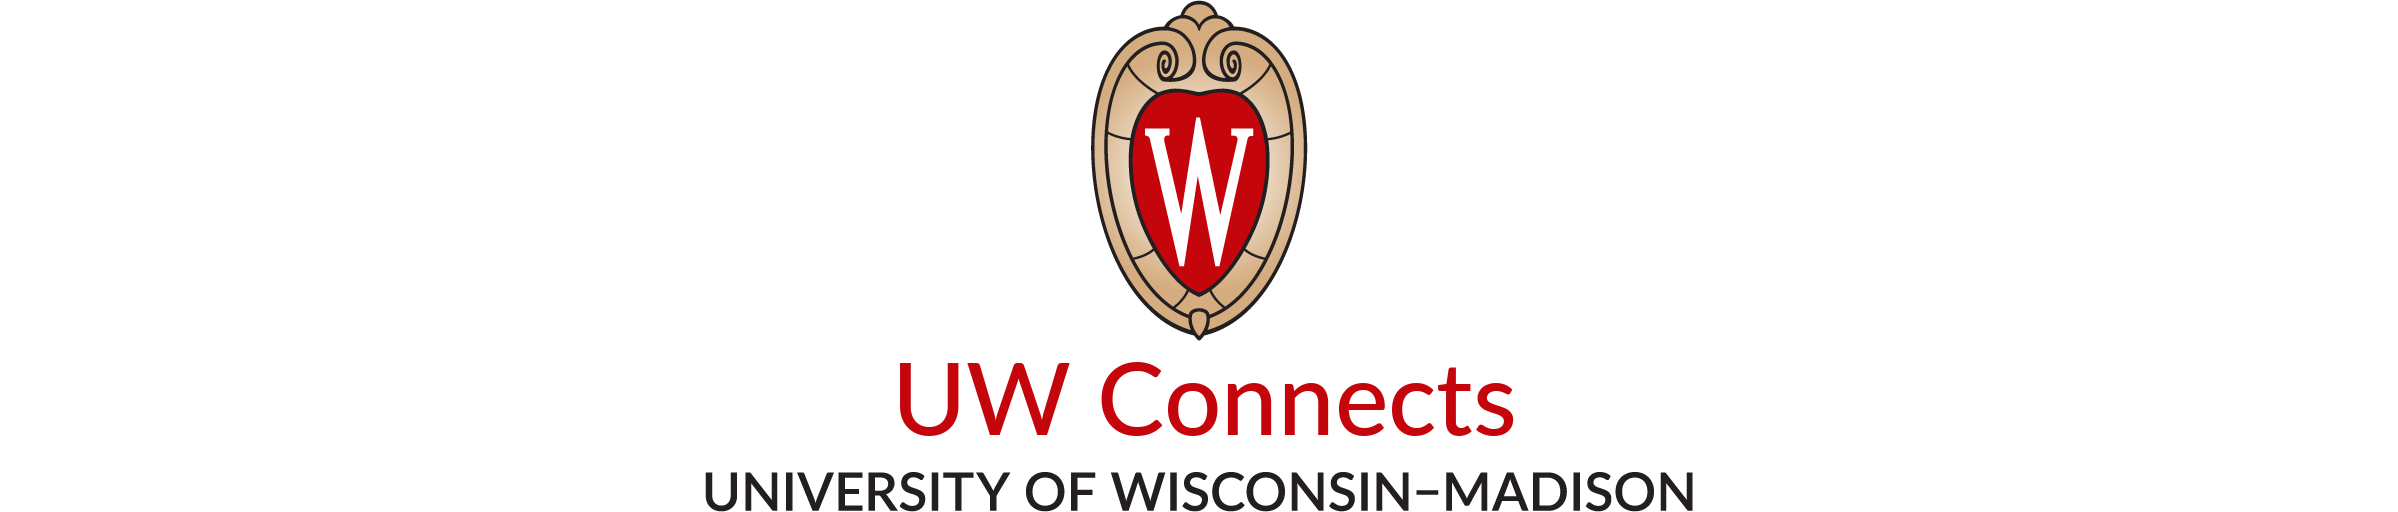 W
UW Connects
UNIVERSITY OF WISCONSIN–MADISON